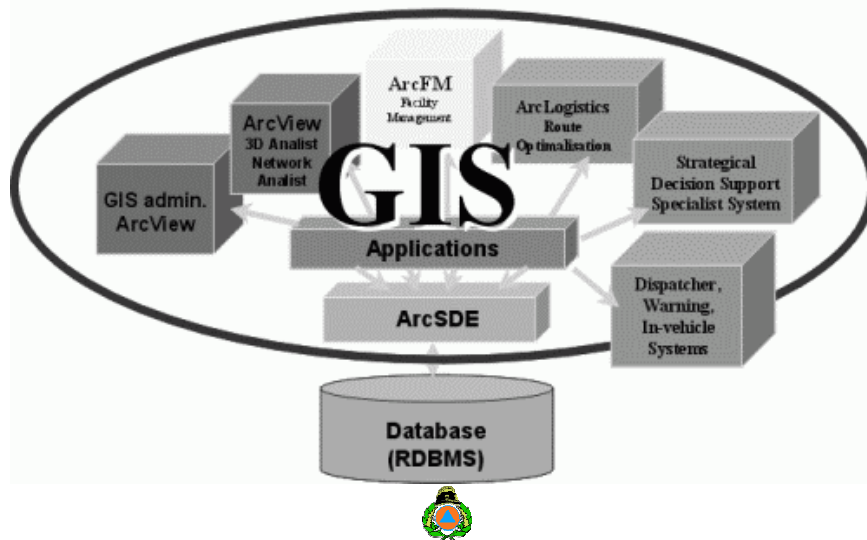 ArcFM
Facility
Management
ArcView
3D Analist
Network
Analist
ArcLogistics
Route
Optimalisation
GIS admin.
ArcView
Strategical
Decision Support
Specialist System
GIS
Applications
Dispatcher,
Warning,
In-vehicle
Systems
ArcSDE
Database
(RDBMS)